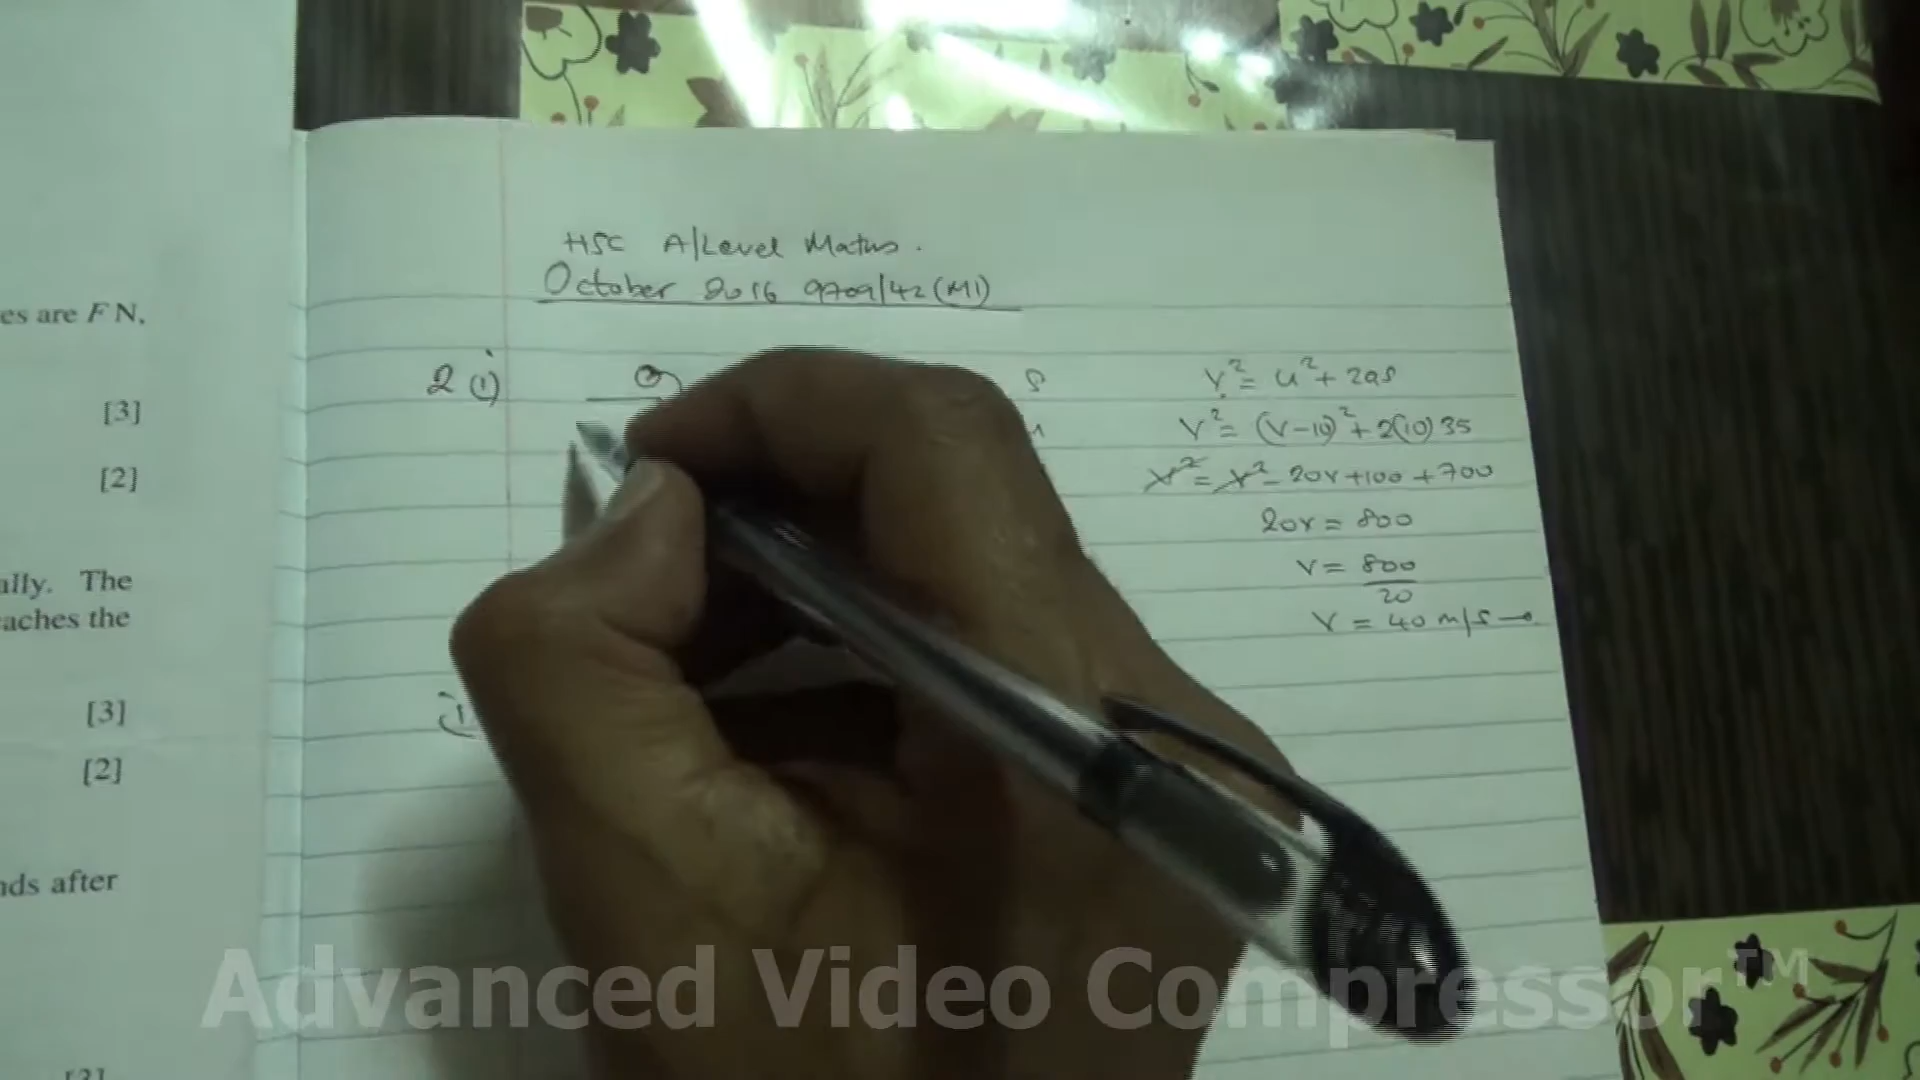 es are F N,
[3]
[2]
ally. The
aches the
[3]
[2]
nds after
[3]
HSC A/Level Maths.
October 2016 9709/42 (M1)
2 (i)
S
V² = u² + 2as
V² = (V-10)² + 2(10)35
V² = V² - 20V + 100 + 700
20V = 800
V = 800
20
V = 40 m/s
Advanced Video Compressor™